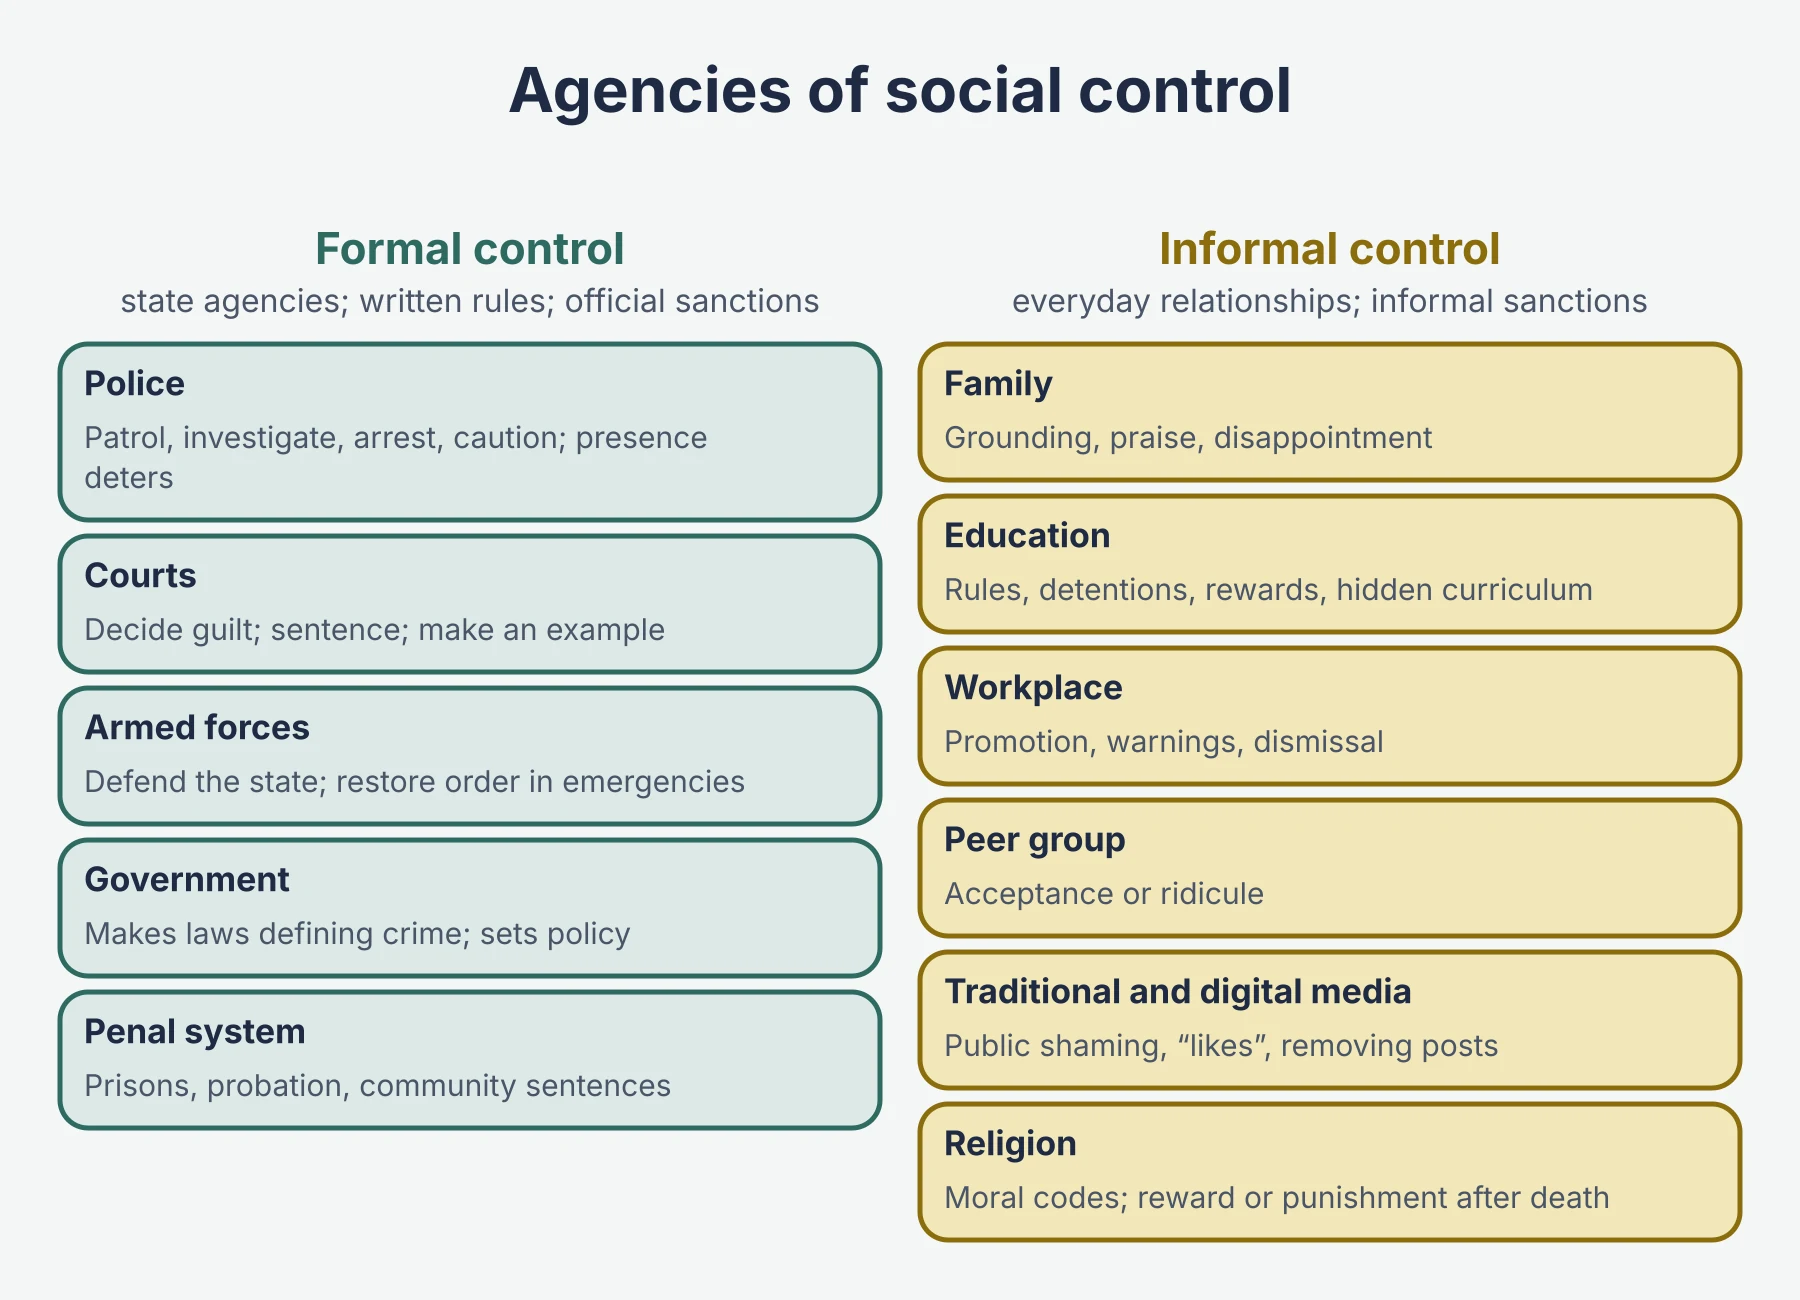 Agencies of social control
Formal control
state agencies; written rules; official sanctions
Police
Patrol, investigate, arrest, caution; presence
deters
Courts
Decide guilt; sentence; make an example
Armed forces
Defend the state; restore order in emergencies
Government
Makes laws defining crime; sets policy
Penal system
Prisons, probation, community sentences
Informal control
everyday relationships; informal sanctions
Family
Grounding, praise, disappointment
Education
Rules, detentions, rewards, hidden curriculum
Workplace
Promotion, warnings, dismissal
Peer group
Acceptance or ridicule
Traditional and digital media
Public shaming, “likes”, removing posts
Religion
Moral codes; reward or punishment after death